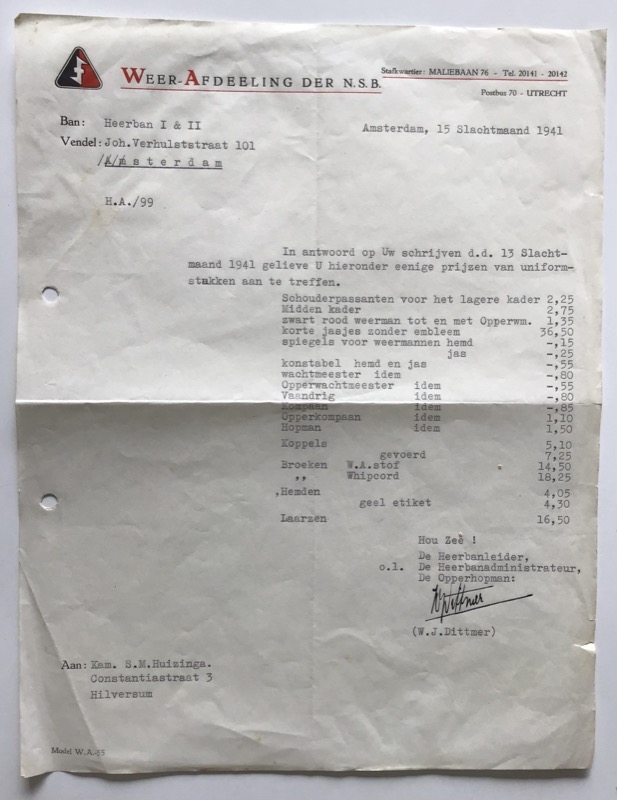 WEER-AFDEELING DER N.S.B.
Stafkwartier: MALIEBAAN 76 - Tel. 20141 - 20142
Postbus 70 - UTRECHT
Ban: Heerban I & II
Vendel: Joh.Verhulststraat 101
Amsterdam
Amsterdam, 15 Slachtmaand 1941
H.A./99
In antwoord op Uw schrijven d.d. 13 Slacht-
maand 1941 gelieve U hieronder eenige prijzen van uniform-
stukken aan te treffen.
Schouderpassanten voor het lagere kader 2,25
Midden kader 2,75
zwart rood weerman tot en met Opperwm. 1,35
korte jasjes zonder embleem 36,50
spiegels voor weermannen hemd -,15
jas -,25
konstabel hemd en jas -,55
wachtmeester idem -,80
Opperwachtmeester idem -,55
Vaandrig idem -,80
Kompaan idem -,85
Opperkompaan idem 1,10
Hopman idem 1,50
Koppels 5,10
gevoerd 7,25
Broeken W.A.stof 14,50
,, Whipcord 18,25
Hemden 4,05
geel etiket 4,30
Laarzen 16,50
Hou Zeë !
De Heerbanleider,
o.l. De Heerbanadministrateur,
De Opperhopman:
WJDittmer
(W.J.Dittmer)
Aan: Kam. S.M.Huizinga.
Constantiastraat 3
Hilversum
Model W.A.-55